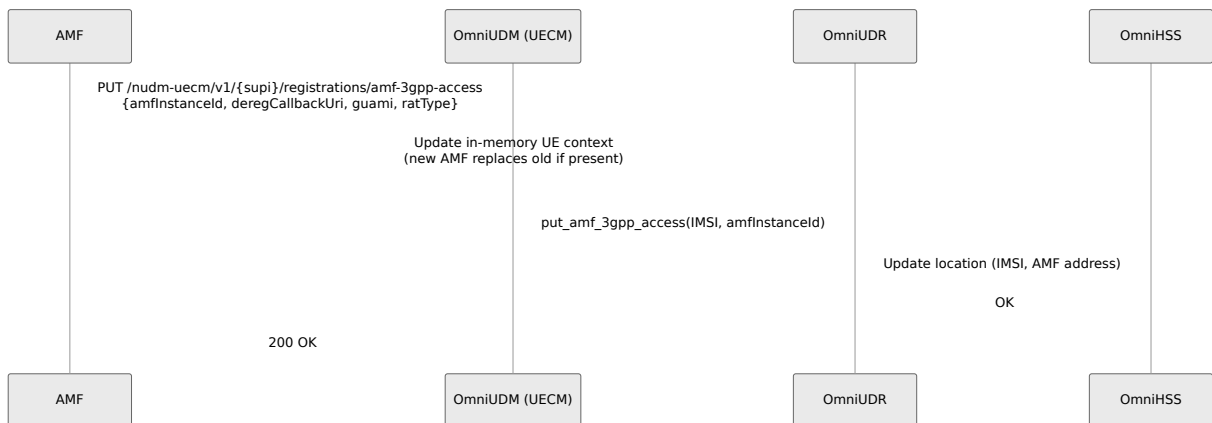 AMF
OmniUDM (UECM)
OmniUDR
OmniHSS
PUT /nudm-uecm/v1/{supi}/registrations/amf-3gpp-access
{amfInstanceId, deregCallbackUri, guami, ratType}
Update in-memory UE context
(new AMF replaces old if present)
put_amf_3gpp_access(IMSI, amfInstanceId)
Update location (IMSI, AMF address)
OK
200 OK
AMF
OmniUDM (UECM)
OmniUDR
OmniHSS